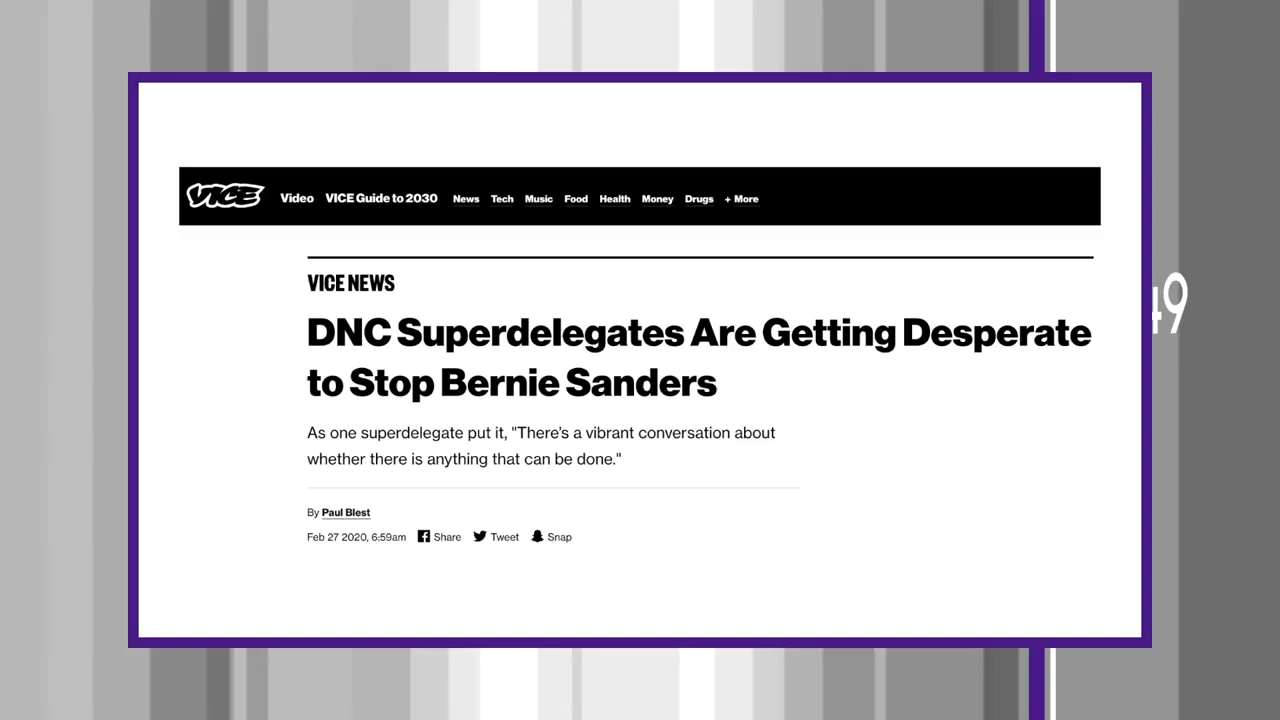 VICE Video VICE Guide to 2030 News Tech Music Food Health Money Drugs + More
VICE NEWS
DNC Superdelegates Are Getting Desperate
to Stop Bernie Sanders
As one superdelegate put it, "There's a vibrant conversation about
whether there is anything that can be done."
By Paul Blest
Feb 27 2020, 6:59am Share Tweet Snap
49